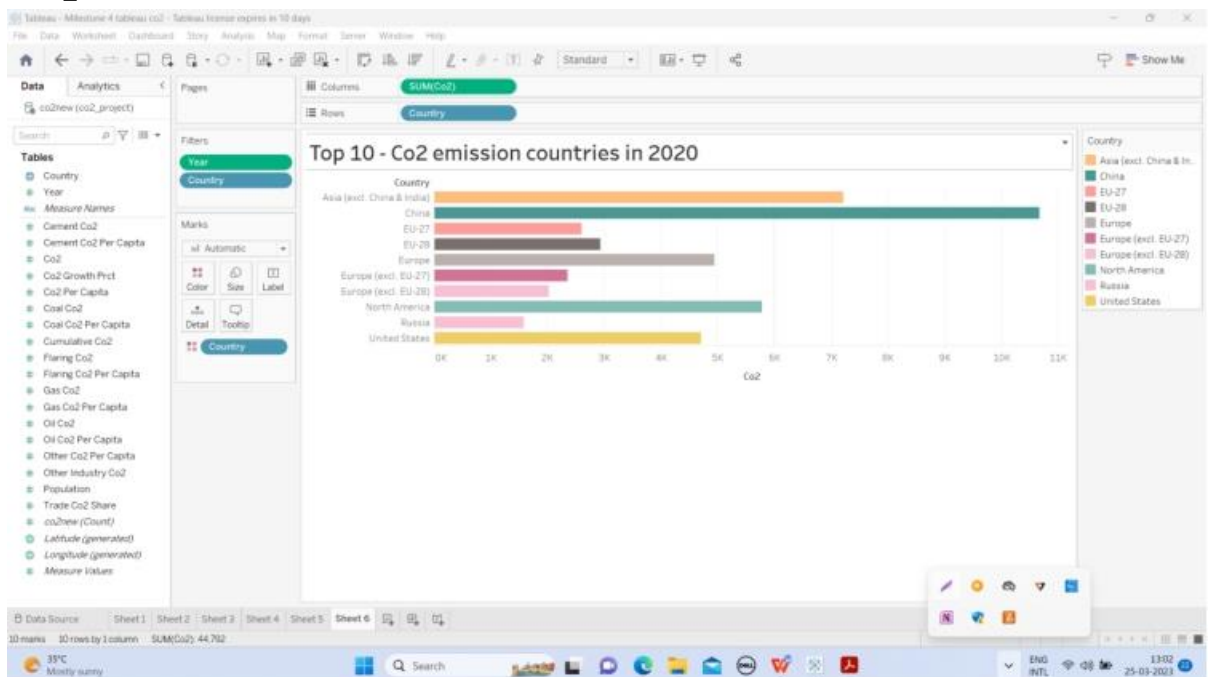 Tableau - Milestone 4 tableau co2 - Tableau license expires in 10 days
File Data Worksheet Dashboard Story Analysis Map Format Server Window Help
Standard
Show Me
Data Analytics
co2new (co2_project)
Search
Tables
Country
Year
Measure Names
Cement Co2
Cement Co2 Per Capita
Co2
Co2 Growth Prct
Co2 Per Capita
Coal Co2
Coal Co2 Per Capita
Cumulative Co2
Flaring Co2
Flaring Co2 Per Capita
Gas Co2
Gas Co2 Per Capita
Oil Co2
Oil Co2 Per Capita
Other Co2 Per Capita
Other Industry Co2
Population
Trade Co2 Share
co2new (Count)
Latitude (generated)
Longitude (generated)
Measure Values
Pages
Filters
Year
Country
Marks
Automatic
Color Size Label
Detail Tooltip
Country
Columns SUM(Co2)
Rows Country
Top 10 - Co2 emission countries in 2020
Country
Asia (excl. China & India)
China
EU-27
EU-28
Europe
Europe (excl. EU-27)
Europe (excl. EU-28)
North America
Russia
United States
0K 1K 2K 3K 4K 5K 6K 7K 8K 9K 10K 11K
Co2
Country
Asia (excl. China & In..
China
EU-27
EU-28
Europe
Europe (excl. EU-27)
Europe (excl. EU-28)
North America
Russia
United States
Data Source Sheet 1 Sheet 2 Sheet 3 Sheet 4 Sheet 5 Sheet 6
10 marks 10 rows by 1 column SUM(Co2): 44,792
35°C
Mostly sunny
Search
ENG
INTL
13:02
25-03-2023